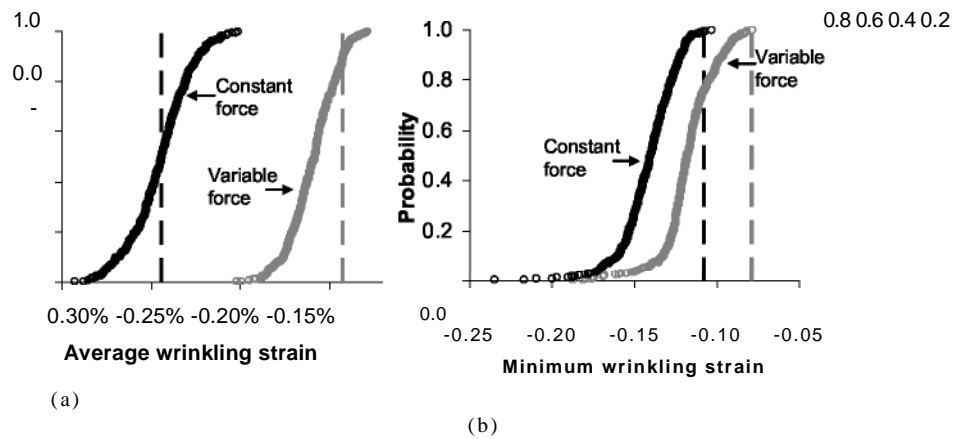 1.0
0.0
-
Constant
force
Variable
force
0.30% -0.25% -0.20% -0.15%
Average wrinkling strain
(a)
0.8 0.6 0.4 0.2
1.0
0.8
0.6
0.4
0.2
0.0
Probability
Variable
force
Constant
force
-0.25 -0.20 -0.15 -0.10 -0.05
Minimum wrinkling strain
(b)